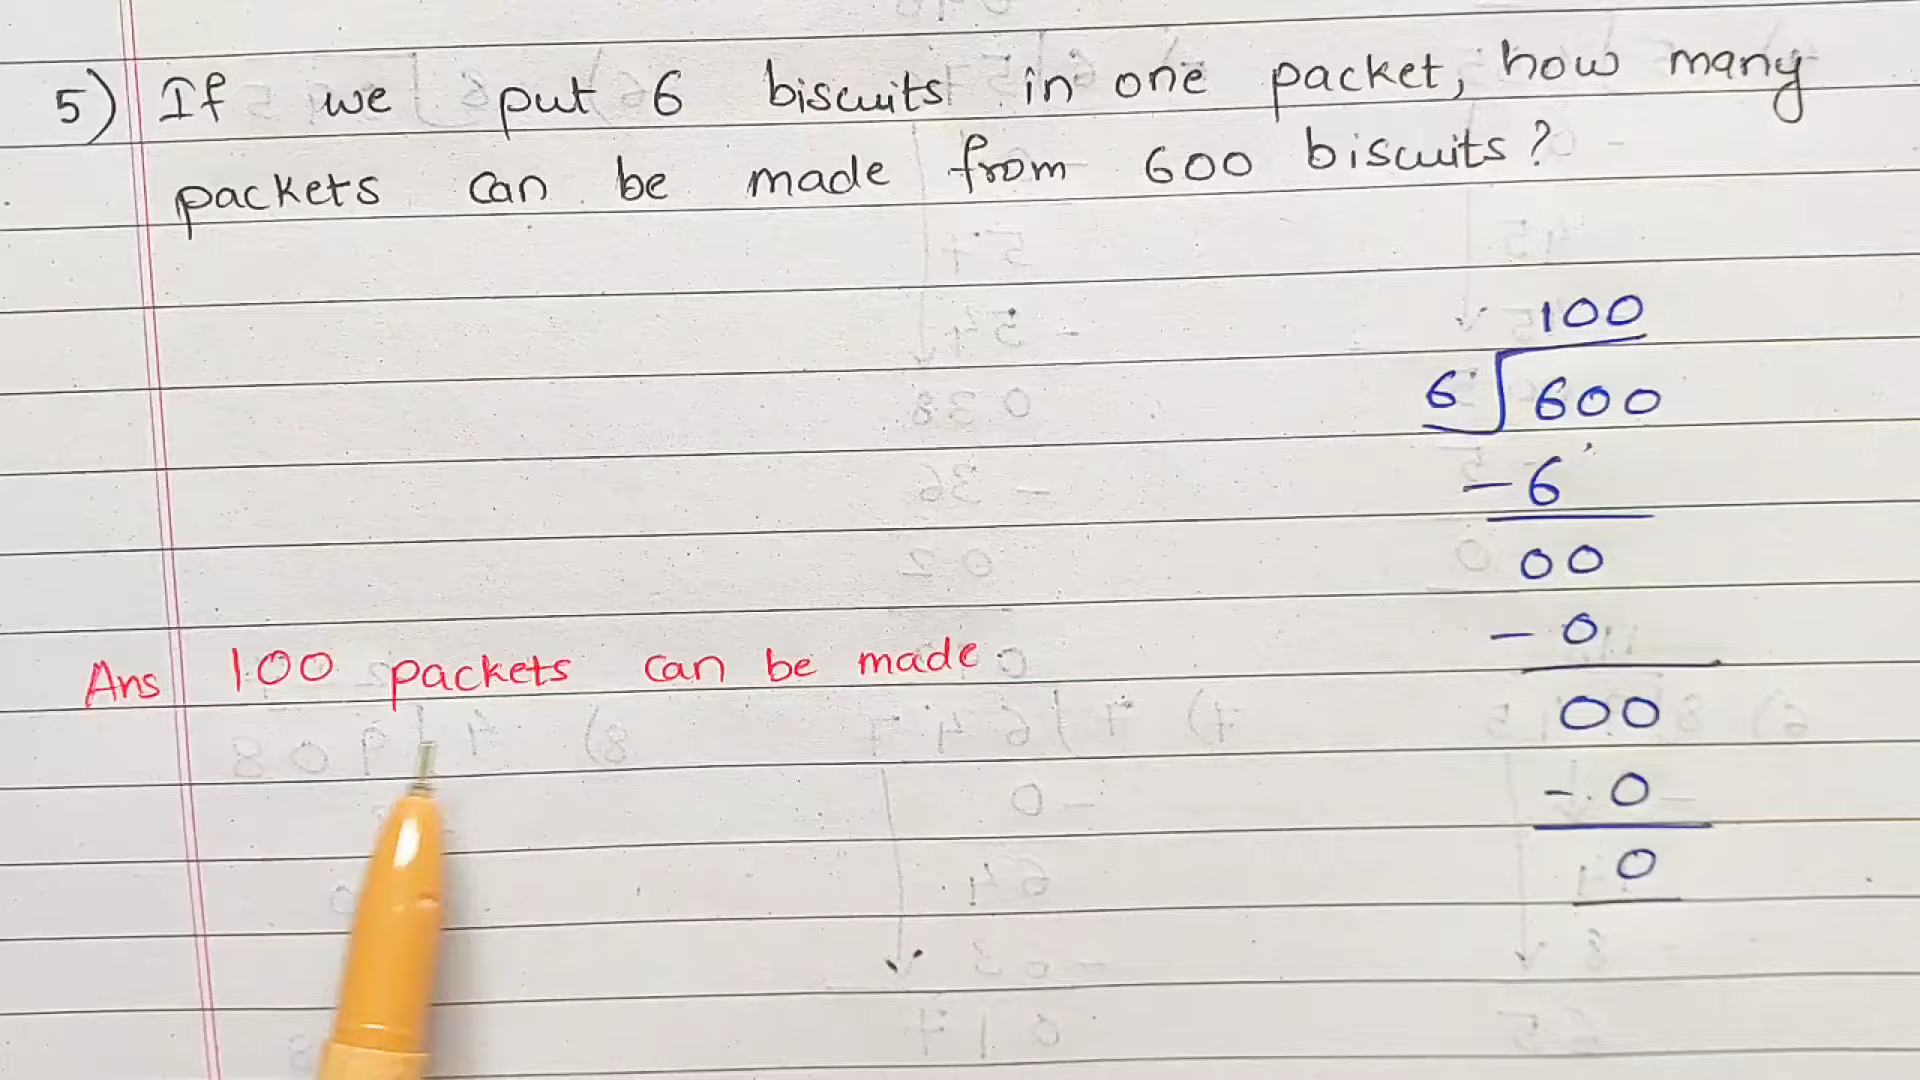 5) If we put 6 biscuits in one packet, how many
packets can be made from 600 biscuits?
100
6 600
- 6
00
- 0
00
- 0
0
Ans 100 packets can be made.